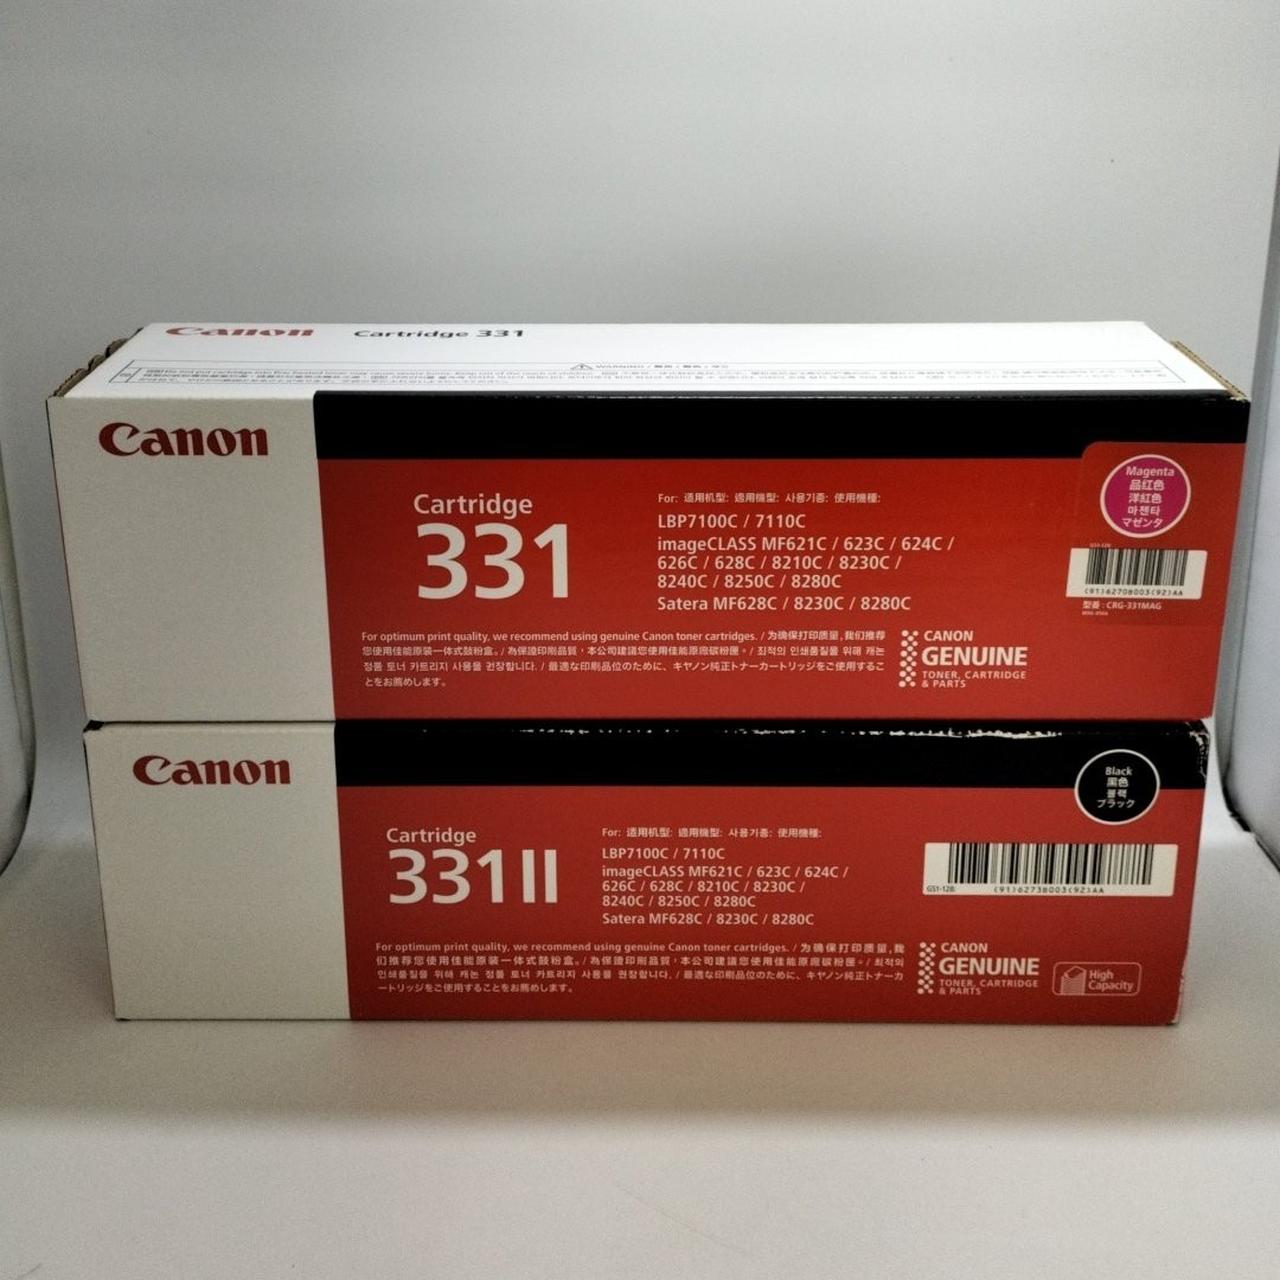 Canon Cartridge 331
WARNING /
Canon
Cartridge
331
For: 适用机型: 適用機型: 사용기종: 使用機種:
LBP7100C / 7110C
imageCLASS MF621C / 623C / 624C /
626C / 628C / 8210C / 8230C /
8240C / 8250C / 8280C
Satera MF628C / 8230C / 8280C
Magenta
品红色
洋紅色
마젠타
マゼンタ
GS1-128:
(91)6270B003(92)AA
型番 : CRG-331MAG
For optimum print quality, we recommend using genuine Canon toner cartridges. / 为确保打印质量,我们推荐
您使用佳能原装一体式鼓粉盒。/ 為保證印刷品質,本公司建議您使用佳能原廠碳粉匣。/ 최적의 인쇄품질을 위해 캐논
정품 토너 카트리지 사용을 권장합니다. / 最適な印刷品位のために、キヤノン純正トナーカートリッジをご使用するこ
とをお薦めします。
CANON
GENUINE
TONER, CARTRIDGE
& PARTS
Canon
Cartridge
331II
For: 适用机型: 適用機型: 사용기종: 使用機種:
LBP7100C / 7110C
imageCLASS MF621C / 623C / 624C /
626C / 628C / 8210C / 8230C /
8240C / 8250C / 8280C
Satera MF628C / 8230C / 8280C
Black
黑色
블랙
ブラック
GS1-128:
(91)6273B003(92)AA
For optimum print quality, we recommend using genuine Canon toner cartridges. / 为确保打印质量,我
们推荐您使用佳能原装一体式鼓粉盒。/ 為保證印刷品質,本公司建議您使用佳能原廠碳粉匣。/ 최적의
인쇄품질을 위해 캐논 정품 토너 카트리지 사용을 권장합니다. / 最適な印刷品位のために、キヤノン純正トナーカ
ートリッジをご使用することをお薦めします。
CANON
GENUINE
TONER, CARTRIDGE
& PARTS
High
Capacity